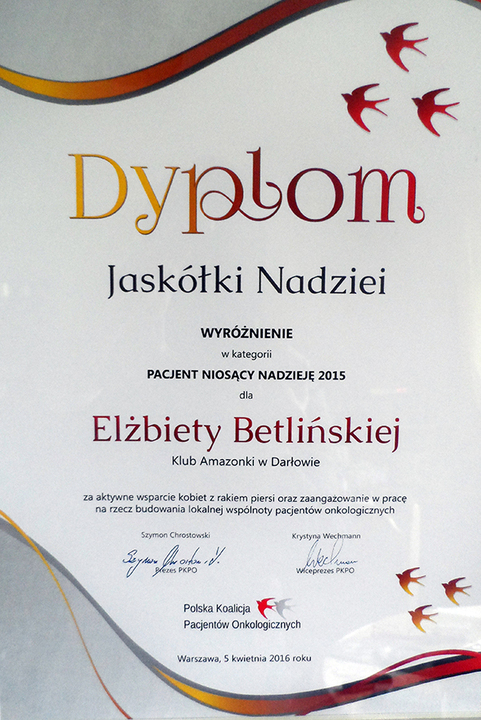 Dyplom
Jaskółki Nadziei
WYRÓŻNIENIE
w kategorii
PACJENT NIOSĄCY NADZIEJĘ 2015
dla
Elżbiety Betlińskiej
Klub Amazonki w Darłowie
za aktywne wsparcie kobiet z rakiem piersi oraz zaangażowanie w pracę
na rzecz budowania lokalnej wspólnoty pacjentów onkologicznych
Szymon Chrostowski
Krystyna Wechmann
Prezes PKPO
Wiceprezes PKPO
Polska Koalicja
Pacjentów Onkologicznych
Warszawa, 5 kwietnia 2016 roku